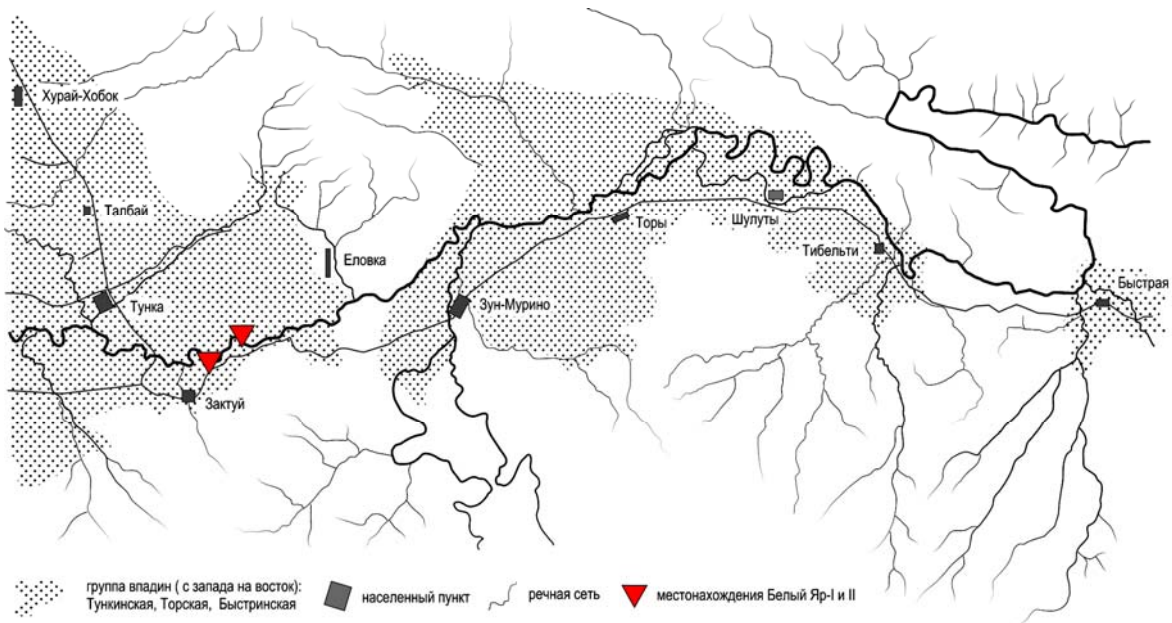 Хурай-Хобок
Талбай
Еловка
Тунка
Зактуй
Зун-Мурино
Торы
Шулуты
Тибельти
Быстрая
группа впадин ( с запада на восток):
Тункинская, Торская, Быстринская
населенный пункт
речная сеть
местонахождения Белый Яр-I и II